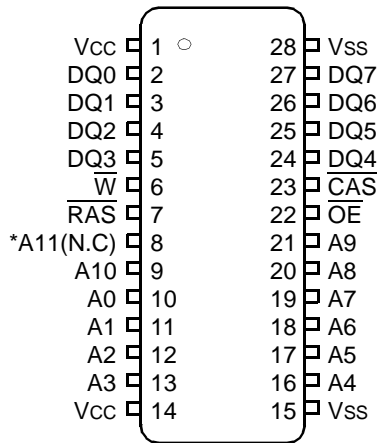 Vcc 1 28 Vss
DQ0 2 27 DQ7
DQ1 3 26 DQ6
DQ2 4 25 DQ5
DQ3 5 24 DQ4
W 6 23 CAS
RAS 7 22 OE
*A11(N.C) 8 21 A9
A10 9 20 A8
A0 10 19 A7
A1 11 18 A6
A2 12 17 A5
A3 13 16 A4
Vcc 14 15 Vss